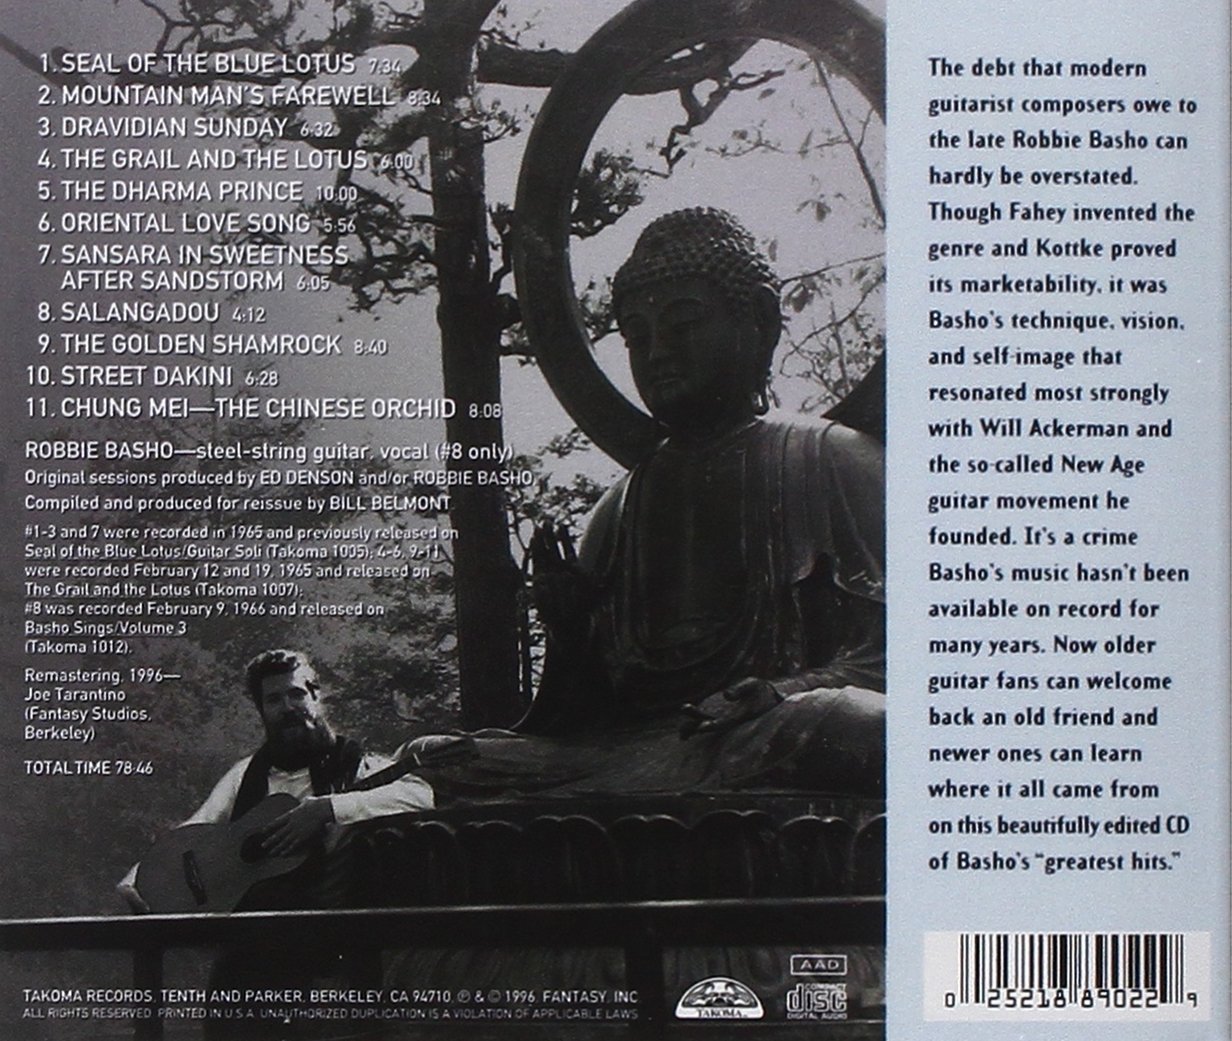 1. SEAL OF THE BLUE LOTUS 7:34
2. MOUNTAIN MAN'S FAREWELL 8:34
3. DRAVIDIAN SUNDAY 6:32
4. THE GRAIL AND THE LOTUS 6:00
5. THE DHARMA PRINCE 10:00
6. ORIENTAL LOVE SONG 5:56
7. SANSARA IN SWEETNESS
AFTER SANDSTORM 6:05
8. SALANGADOU 4:12
9. THE GOLDEN SHAMROCK 8:40
10. STREET DAKINI 6:28
11. CHUNG MEI—THE CHINESE ORCHID 8:08
ROBBIE BASHO—steel-string guitar, vocal (#8 only)
Original sessions produced by ED DENSON and/or ROBBIE BASHO.
Compiled and produced for reissue by BILL BELMONT.
#1-3 and 7 were recorded in 1965 and previously released on
Seal of the Blue Lotus/Guitar Soli (Takoma 1005); 4-6, 9-11
were recorded February 12 and 19, 1965 and released on
The Grail and the Lotus (Takoma 1007);
#8 was recorded February 9, 1966 and released on
Basho Sings/Volume 3
(Takoma 1012).
Remastering, 1996—
Joe Tarantino
(Fantasy Studios,
Berkeley)
TOTAL TIME 78:46
TAKOMA RECORDS, TENTH AND PARKER, BERKELEY, CA 94710. ℗ & © 1996, FANTASY, INC
ALL RIGHTS RESERVED. PRINTED IN U.S.A. UNAUTHORIZED DUPLICATION IS A VIOLATION OF APPLICABLE LAWS
TAKOMA
AAD
COMPACT
disc
DIGITAL AUDIO
The debt that modern
guitarist composers owe to
the late Robbie Basho can
hardly be overstated.
Though Fahey invented the
genre and Kottke proved
its marketability, it was
Basho's technique, vision,
and self-image that
resonated most strongly
with Will Ackerman and
the so-called New Age
guitar movement he
founded. It's a crime
Basho's music hasn't been
available on record for
many years. Now older
guitar fans can welcome
back an old friend and
newer ones can learn
where it all came from
on this beautifully edited CD
of Basho's "greatest hits."
0 25218 89022 9